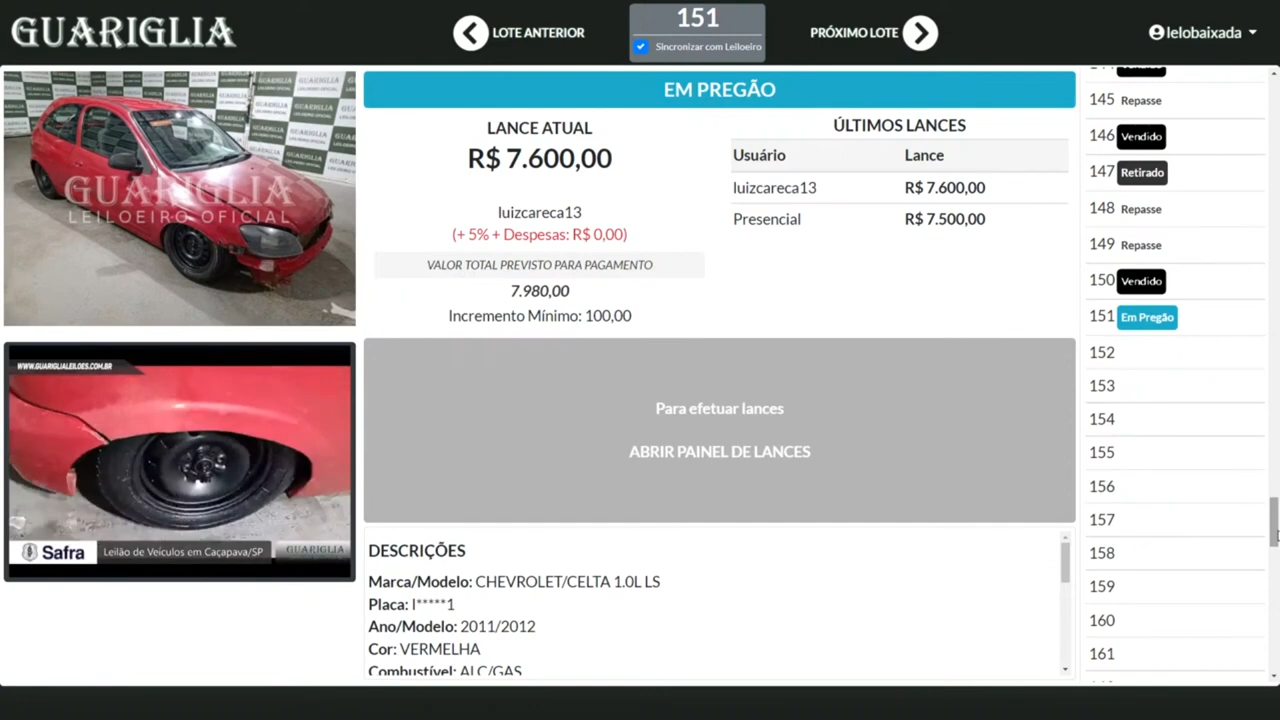 GUARIGLIA
LOTE ANTERIOR
151
Sincronizar com Leiloeiro
PRÓXIMO LOTE
lelobaixada
GUARIGLIA
LEILOEIRO OFICIAL
WWW.GUARIGLIALEILOES.COM.BR
Safra
Leilão de Veículos em Caçapava/SP
GUARIGLIA
EM PREGÃO
LANCE ATUAL
R$ 7.600,00
luizcareca13
(+ 5% + Despesas: R$ 0,00)
VALOR TOTAL PREVISTO PARA PAGAMENTO
7.980,00
Incremento Mínimo: 100,00
ÚLTIMOS LANCES
Usuário Lance
luizcareca13 R$ 7.600,00
Presencial R$ 7.500,00
Para efetuar lances
ABRIR PAINEL DE LANCES
DESCRIÇÕES
Marca/Modelo: CHEVROLET/CELTA 1.0L LS
Placa: I*****1
Ano/Modelo: 2011/2012
Cor: VERMELHA
Combustível: ALC/GAS
145 Repasse
146 Vendido
147 Retirado
148 Repasse
149 Repasse
150 Vendido
151 Em Pregão
152
153
154
155
156
157
158
159
160
161